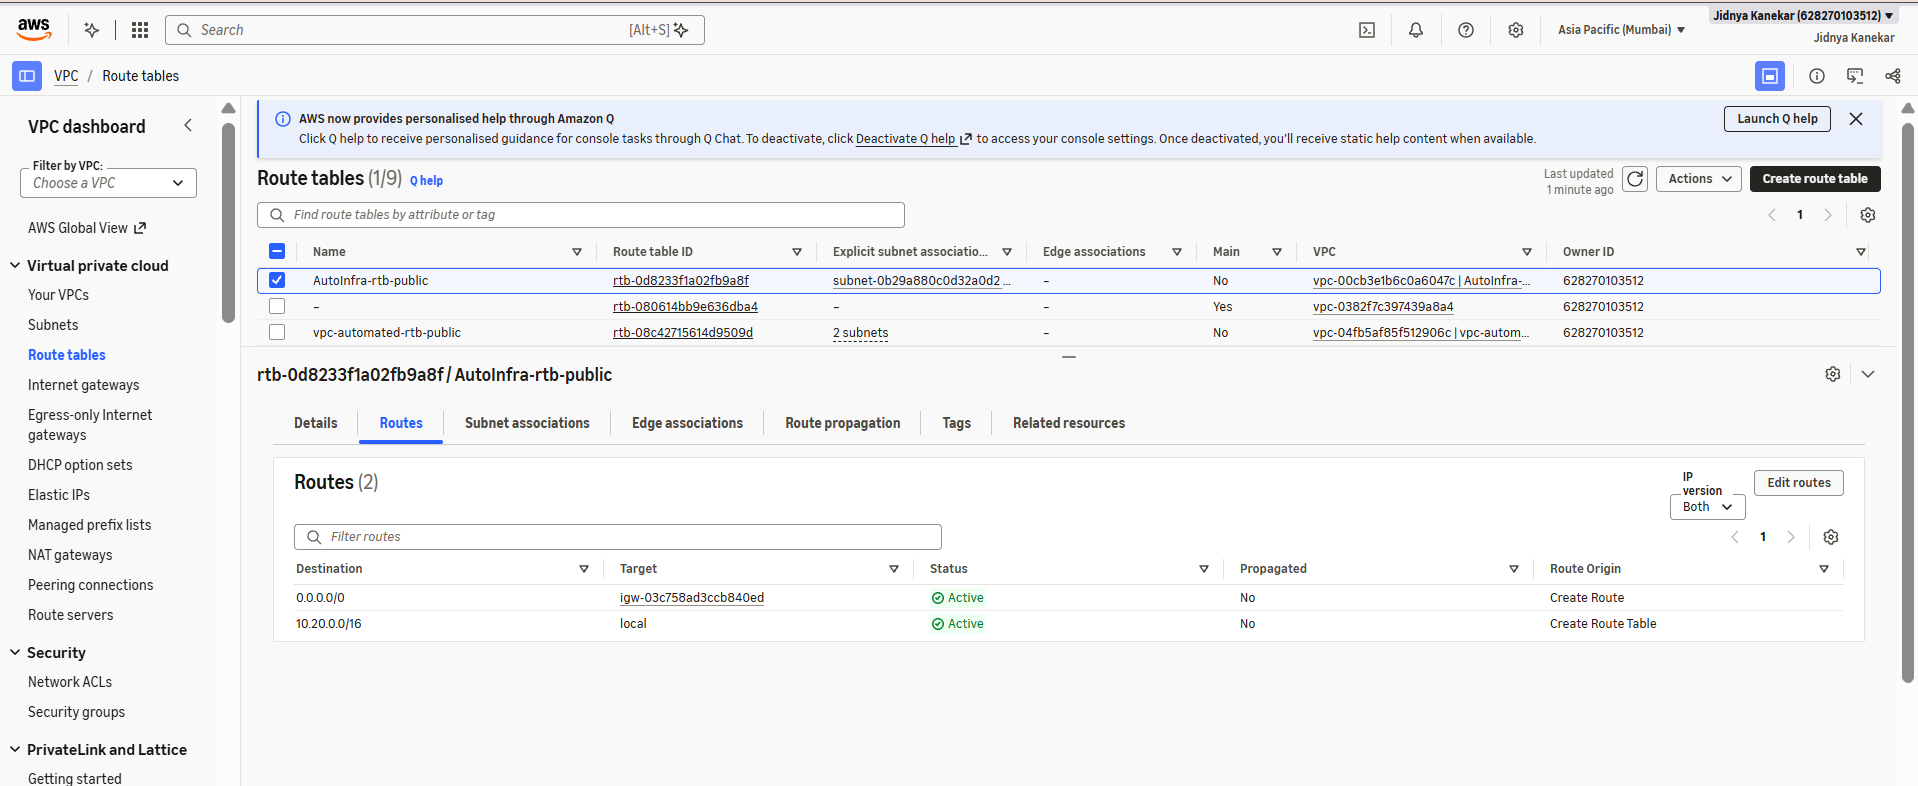 aws
Search
[Alt+S]
Asia Pacific (Mumbai)
Jidnya Kanekar (628270103512)
Jidnya Kanekar
VPC / Route tables
VPC dashboard
Filter by VPC:
Choose a VPC
AWS Global View
Virtual private cloud
Your VPCs
Subnets
Route tables
Internet gateways
Egress-only Internet
gateways
DHCP option sets
Elastic IPs
Managed prefix lists
NAT gateways
Peering connections
Route servers
Security
Network ACLs
Security groups
PrivateLink and Lattice
Getting started
AWS now provides personalised help through Amazon Q
Click Q help to receive personalised guidance for console tasks through Q Chat. To deactivate, click Deactivate Q help to access your console settings. Once deactivated, you'll receive static help content when available.
Launch Q help
Route tables (1/9) Q help
Last updated
1 minute ago
Actions
Create route table
Find route tables by attribute or tag
1
Name Route table ID Explicit subnet associatio... Edge associations Main VPC Owner ID
AutoInfra-rtb-public rtb-0d8233f1a02fb9a8f subnet-0b29a880c0d32a0d2 ... – No vpc-00cb3e1b6c0a6047c | AutoInfra-... 628270103512
– rtb-080614bb9e636dba4 – – Yes vpc-0382f7c397439a8a4 628270103512
vpc-automated-rtb-public rtb-08c42715614d9509d 2 subnets – No vpc-04fb5af85f512906c | vpc-autom... 628270103512
rtb-0d8233f1a02fb9a8f / AutoInfra-rtb-public
Details Routes Subnet associations Edge associations Route propagation Tags Related resources
Routes (2)
IP
version
Both
Edit routes
Filter routes
1
Destination Target Status Propagated Route Origin
0.0.0.0/0 igw-03c758ad3ccb840ed Active No Create Route
10.20.0.0/16 local Active No Create Route Table